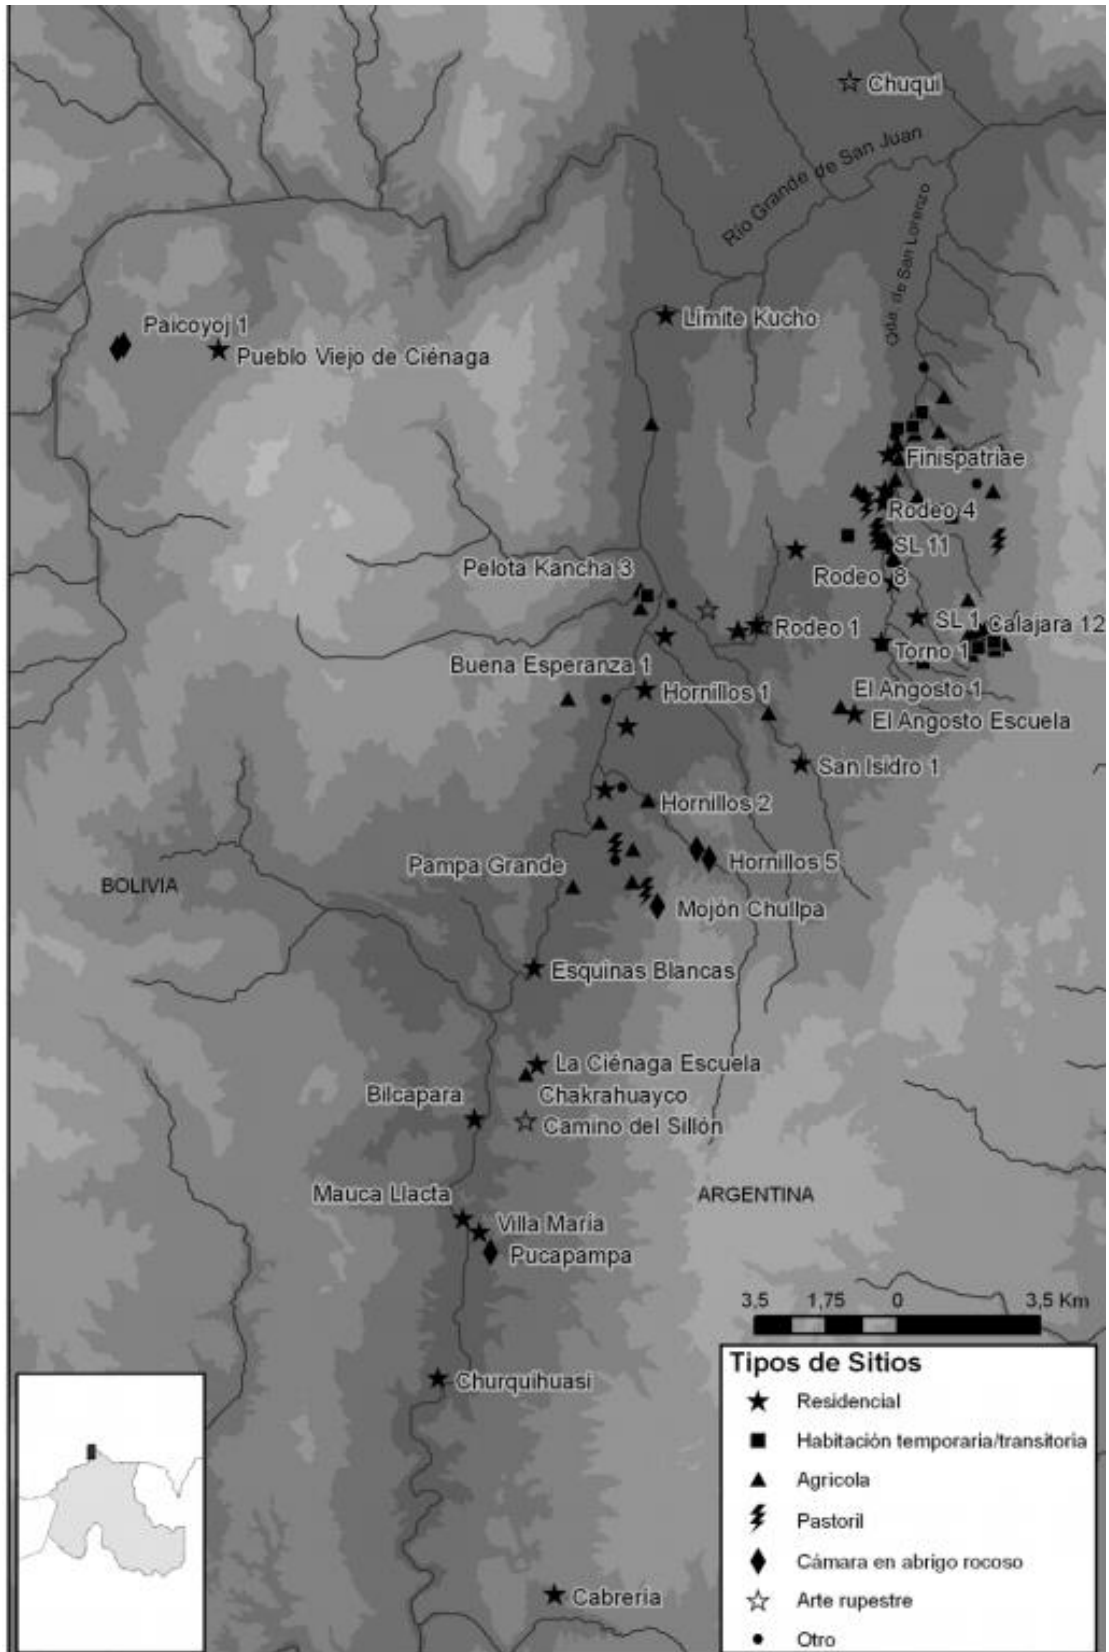 Chuqui
Río Grande de San Juan
Qda. de San Lorenzo
Límite Kucho
Paicoyoj 1
Pueblo Viejo de Ciénaga
Finispatriae
Rodeo 4
SL 11
Pelota Kancha 3
Rodeo 8
SL 1
Calajara 12
Rodeo 1
Torno 1
Buena Esperanza 1
Hornillos 1
El Angosto 1
El Angosto Escuela
San Isidro 1
Hornillos 2
Pampa Grande
Hornillos 5
BOLIVIA
Mojón Chullpa
Esquinas Blancas
La Ciénaga Escuela
Chakrahuayco
Bilcapara
Camino del Sillón
Mauca Llacta
ARGENTINA
Villa María
Pucapampa
3,5 1,75 0 3,5 Km
Churquihuasi
Cabrería
Tipos de Sitios
Residencial
Habitación temporaria/transitoria
Agricola
Pastoril
Cámara en abrigo rocoso
Arte rupestre
Otro